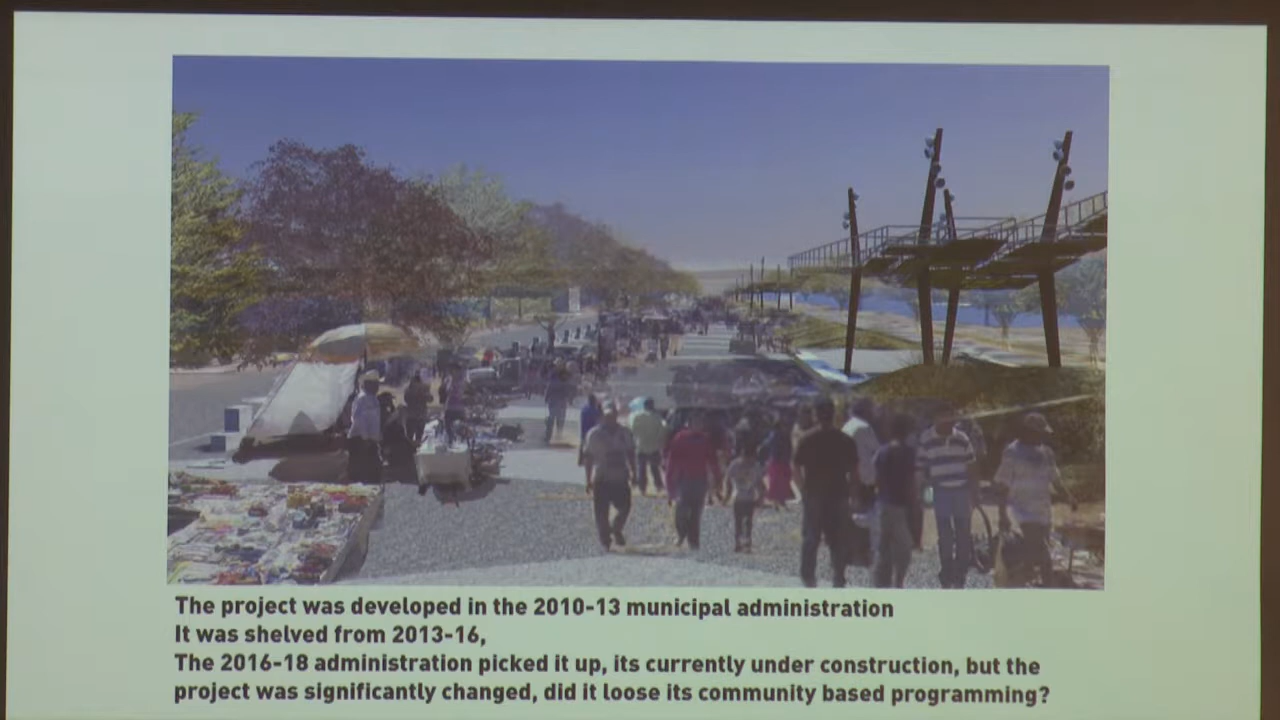 The project was developed in the 2010-13 municipal administration
It was shelved from 2013-16,
The 2016-18 administration picked it up, its currently under construction, but the
project was significantly changed, did it loose its community based programming?